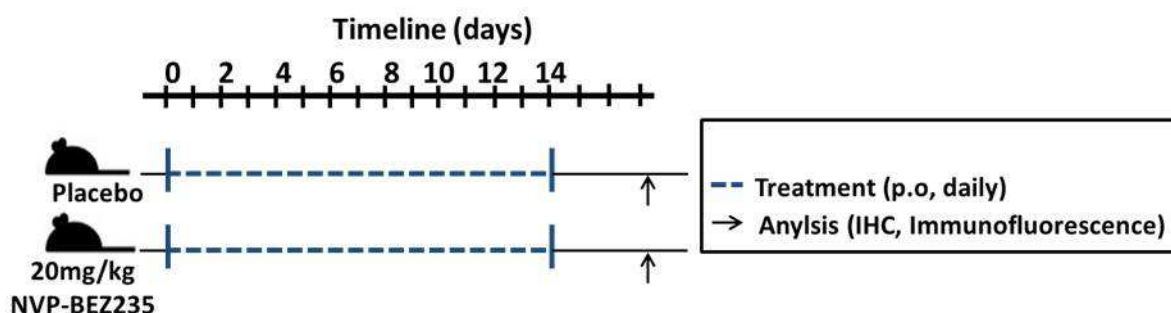 Timeline (days)
0 2 4 6 8 10 12 14
Placebo
20mg/kg
NVP-BEZ235
Treatment (p.o, daily)
Anylsis (IHC, Immunofluorescence)